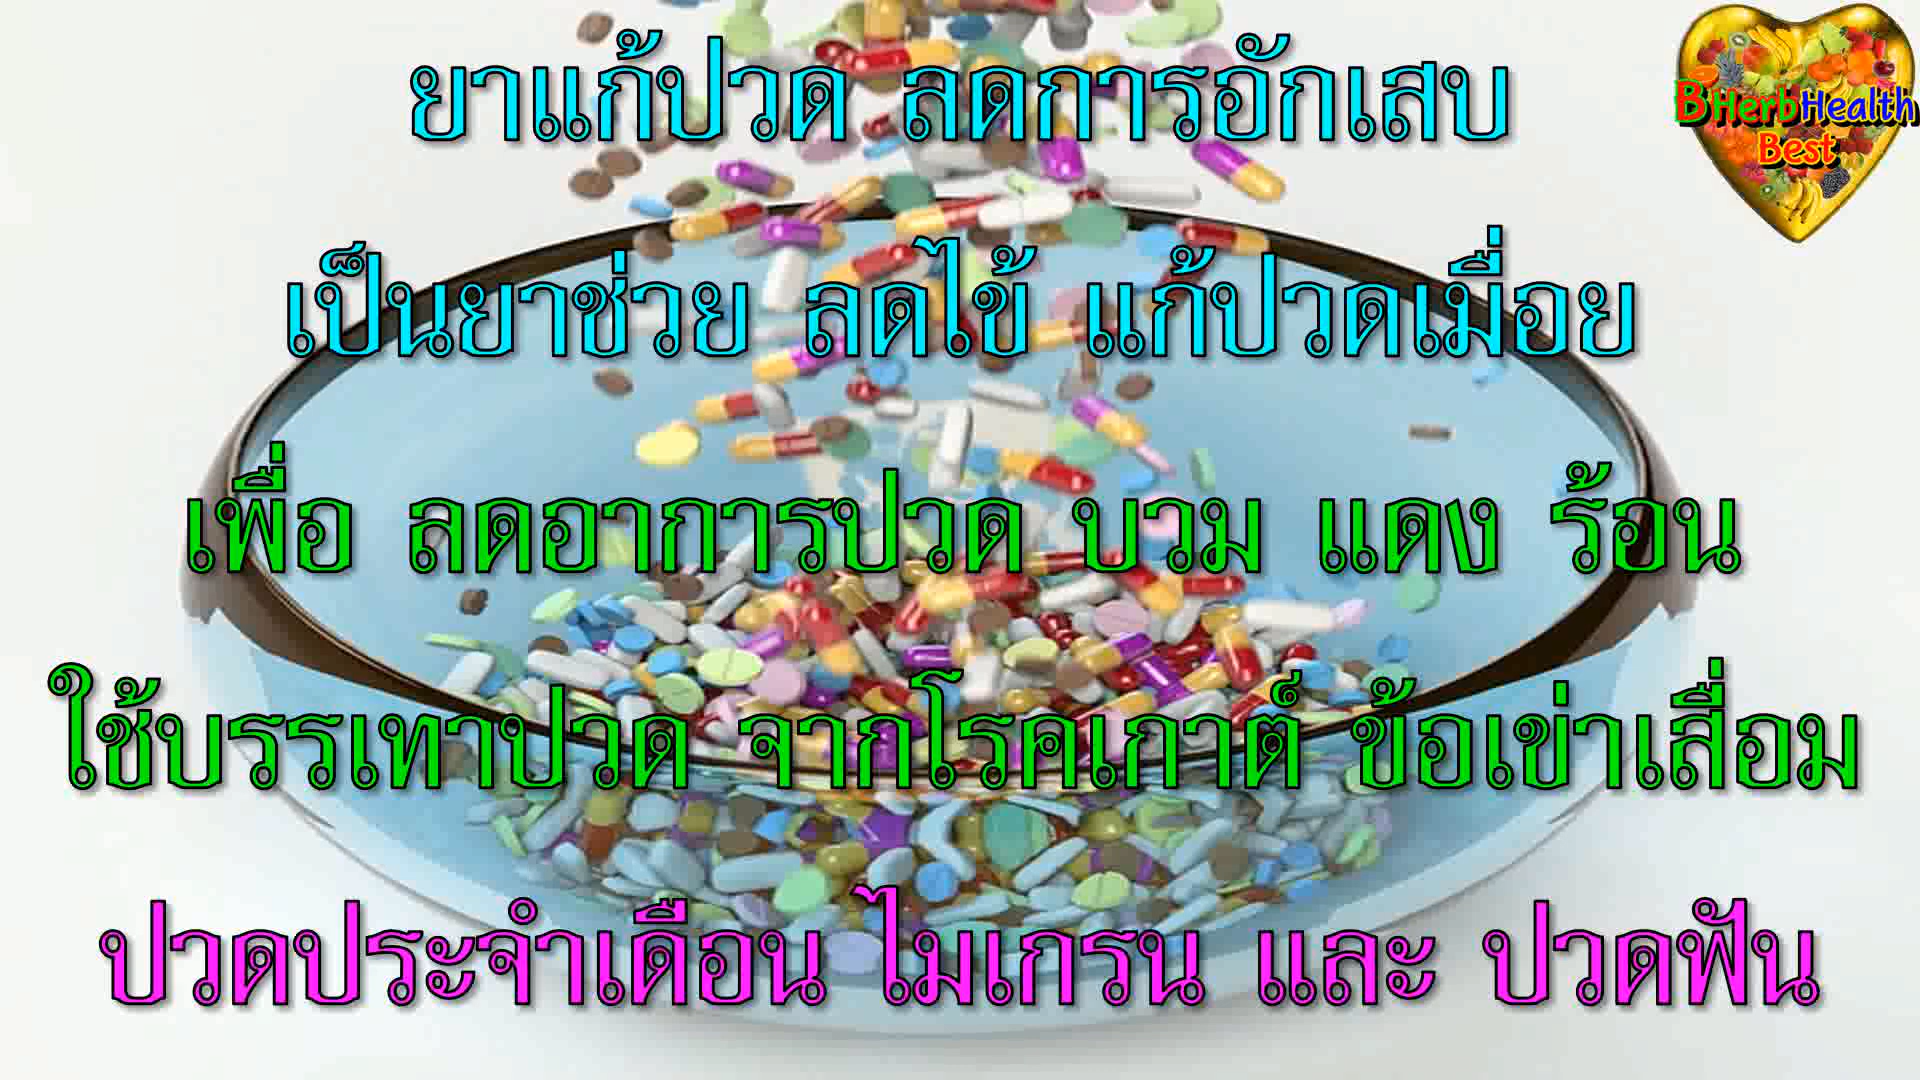 ยาแก้ปวด ลดการอักเสบ
BHerbHealth
Best
เป็นยาช่วย ลดไข้ แก้ปวดเมื่อย
เพื่อ ลดอาการปวด บวม แดง ร้อน
ใช้บรรเทาปวด จากโรคเกาต์ ข้อเข่าเสื่อม
ปวดประจำเดือน ไมเกรน และ ปวดฟัน